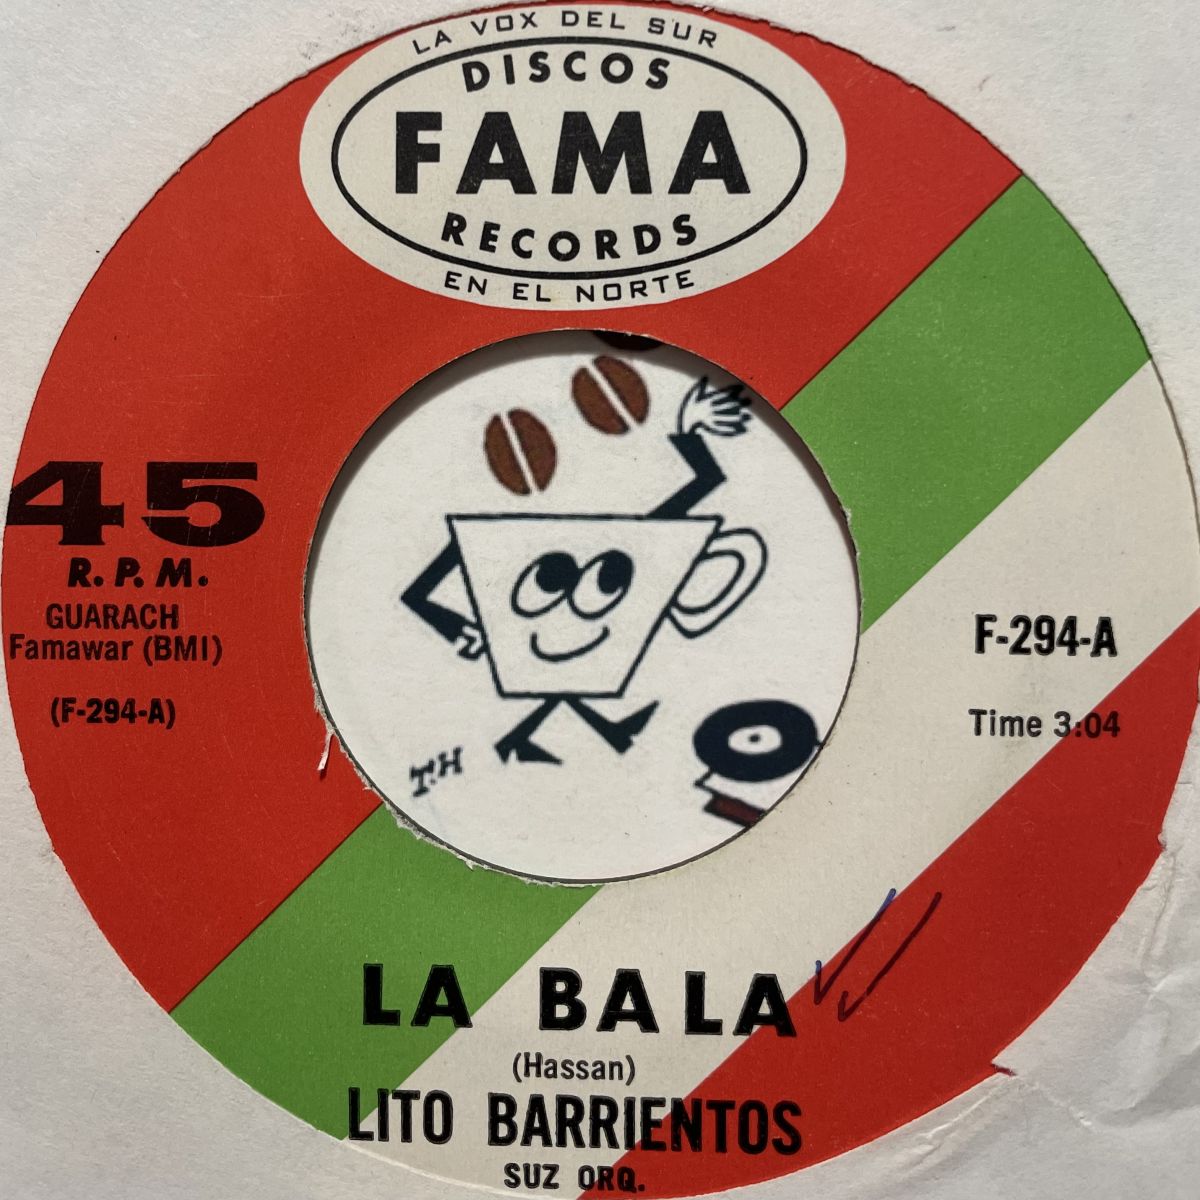 LA VOX DEL SUR
DISCOS
FAMA
RECORDS
EN EL NORTE
45
R. P. M.
GUARACH
Famawar (BMI)
(F-294-A)
F-294-A
Time 3:04
T.H
LA BALA
(Hassan)
LITO BARRIENTOS
SUZ ORQ.